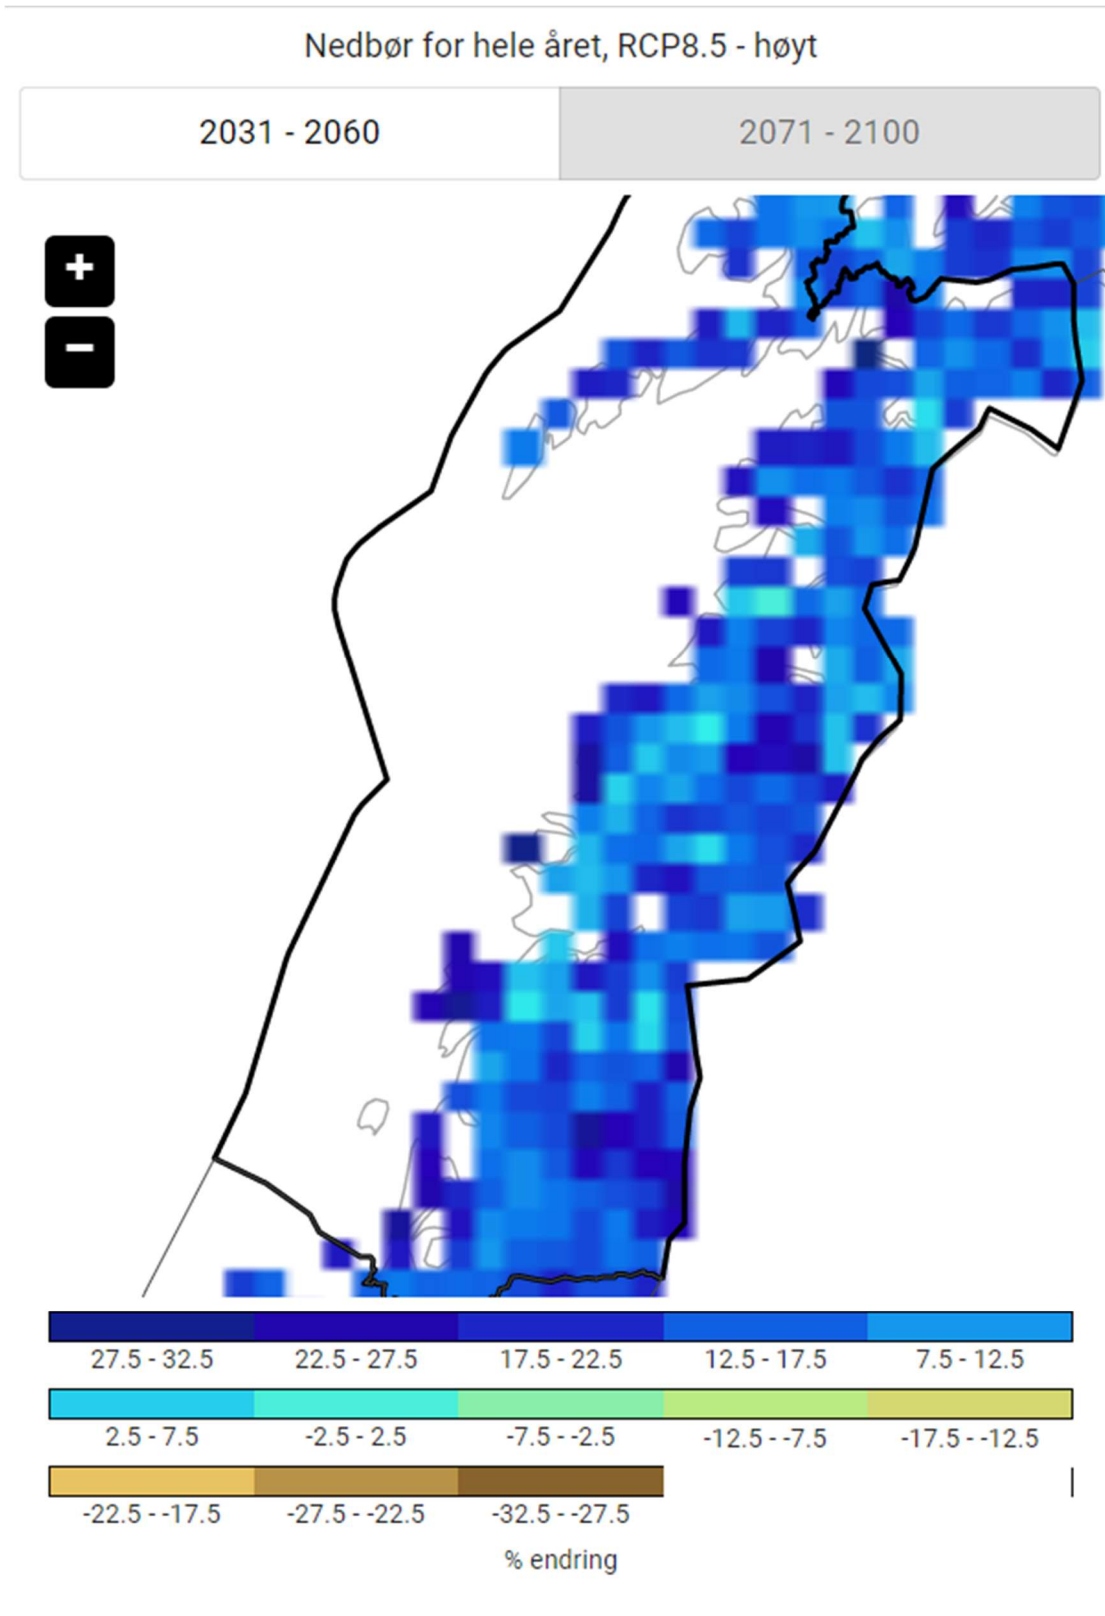 Nedbør for hele året, RCP8.5 - høyt
2031 - 2060 2071 - 2100
+
−
27.5 - 32.5 22.5 - 27.5 17.5 - 22.5 12.5 - 17.5 7.5 - 12.5
2.5 - 7.5 -2.5 - 2.5 -7.5 - -2.5 -12.5 - -7.5 -17.5 - -12.5
-22.5 - -17.5 -27.5 - -22.5 -32.5 - -27.5
% endring